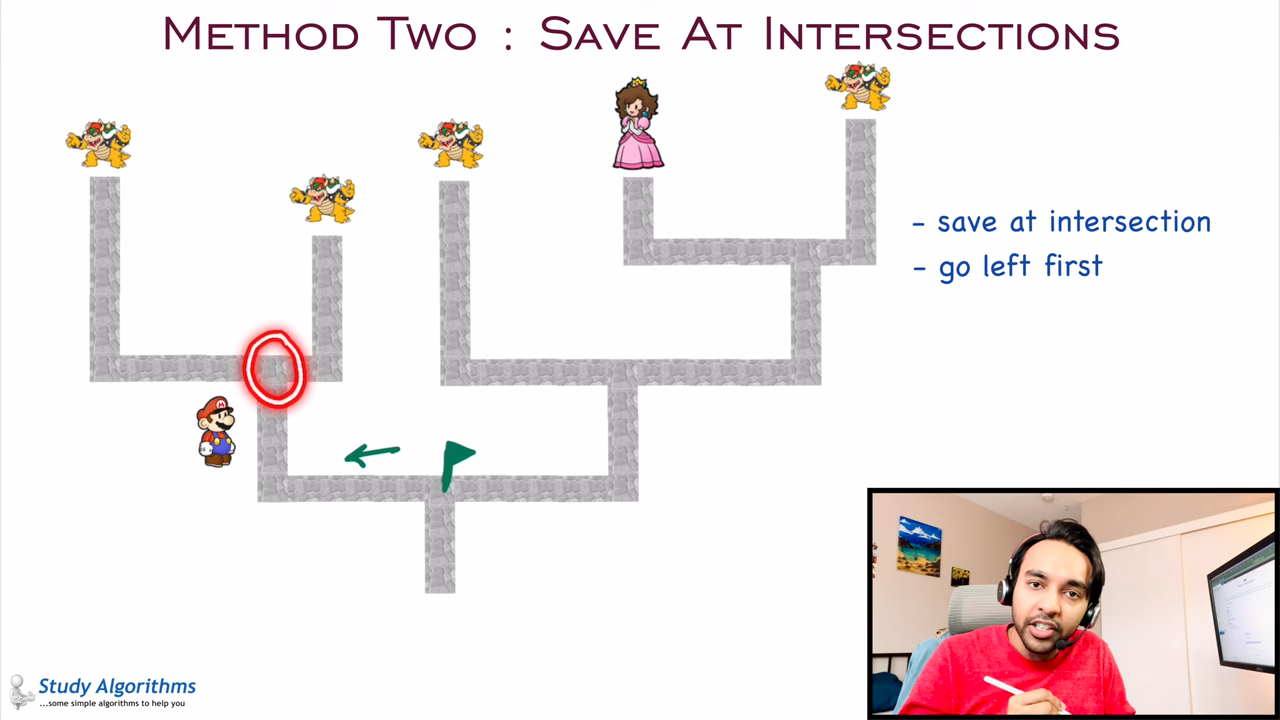 METHOD TWO : SAVE AT INTERSECTIONS
- save at intersection
- go left first
Study Algorithms
...some simple algorithms to help you